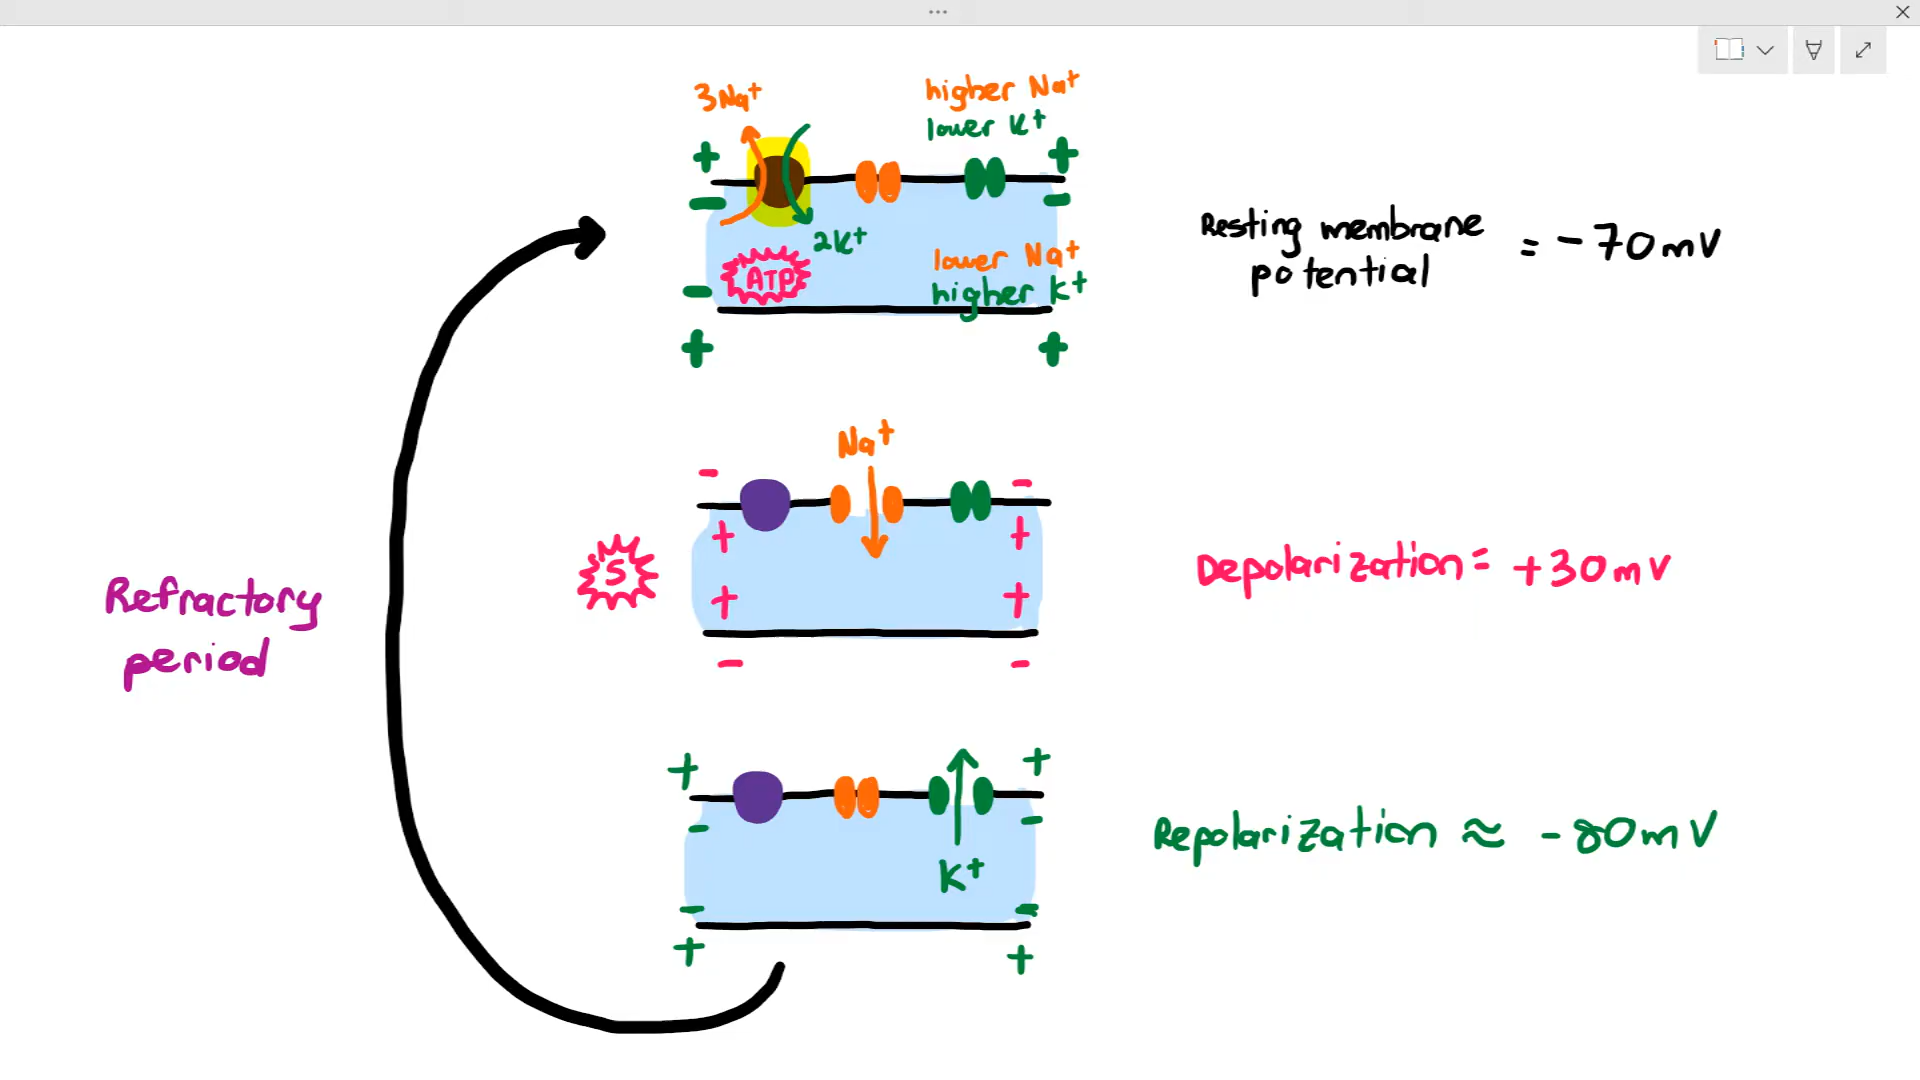 3Na+
higher Na+
lower K+
2K+
ATP
lower Na+
higher K+
Resting membrane
potential
= -70mV
Na+
S
Depolarization = +30mV
Refractory
period
K+
Repolarization ≈ -80mV